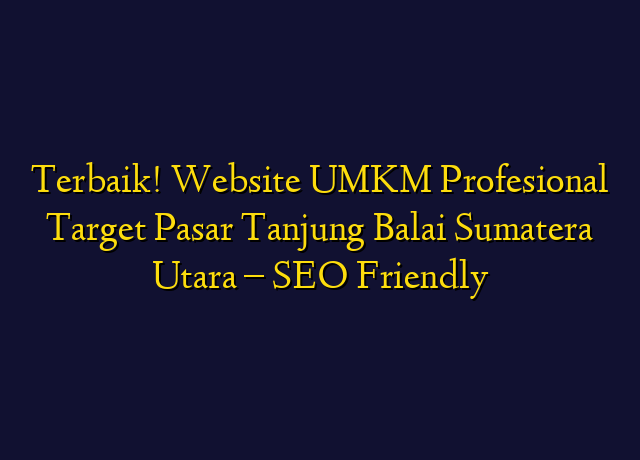 Terbaik! Website UMKM Profesional
Target Pasar Tanjung Balai Sumatera
Utara – SEO Friendly